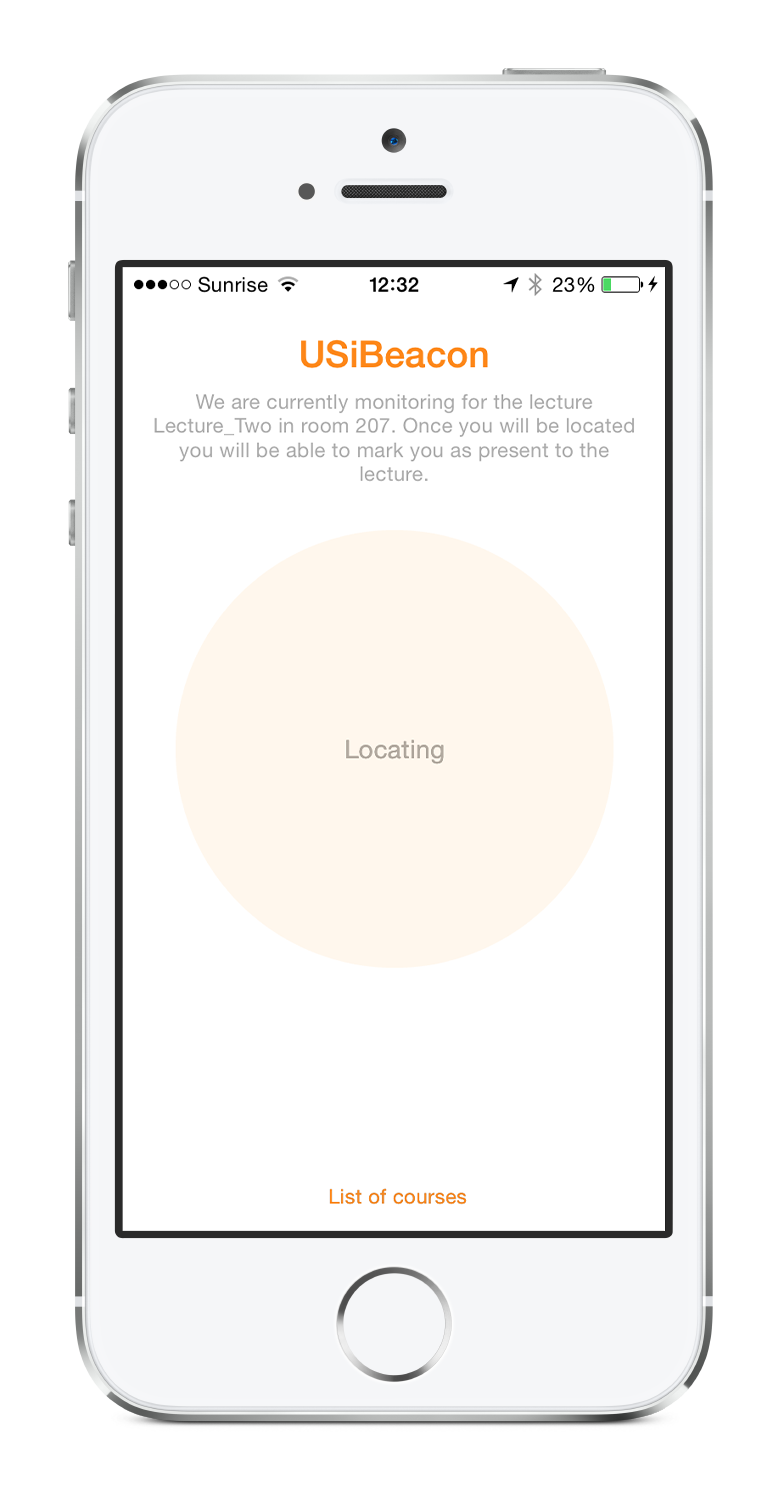 Sunrise 12:32 23%
USiBeacon
We are currently monitoring for the lecture
Lecture_Two in room 207. Once you will be located
you will be able to mark you as present to the
lecture.
Locating
List of courses